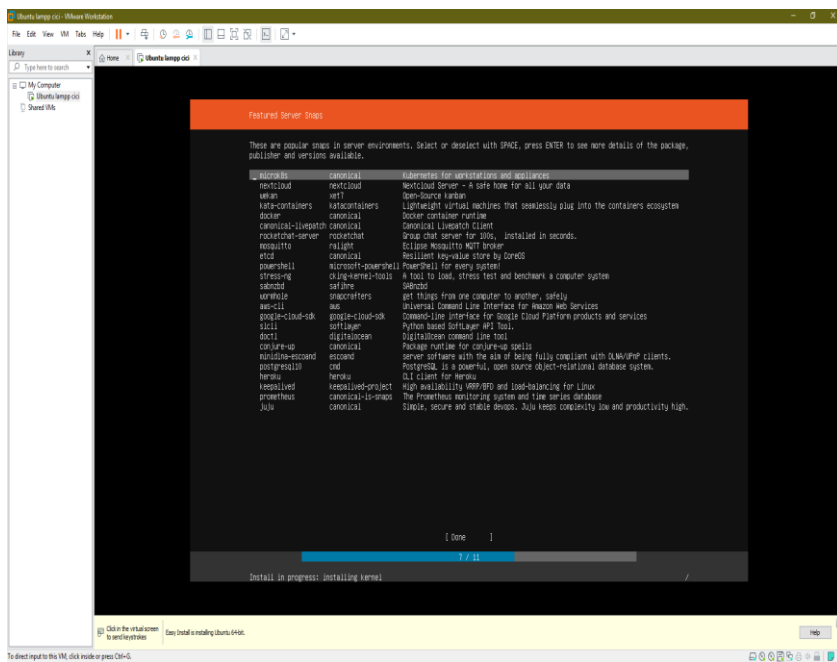 Ubuntu lampp cici - VMware Workstation
File Edit View VM Tabs Help
Library
Type here to search
My Computer
Ubuntu lampp cici
Shared VMs
Home
Ubuntu lampp cici
Featured Server Snaps
These are popular snaps in server environments. Select or deselect with SPACE, press ENTER to see more details of the package,
publisher and versions available.
microk8s canonical Kubernetes for workstations and appliances
nextcloud nextcloud Nextcloud Server - A safe home for all your data
wekan xet7 Open-Source kanban
kata-containers katacontainers Lightweight virtual machines that seamlessly plug into the containers ecosystem
docker canonical Docker container runtime
canonical-livepatch canonical Canonical Livepatch Client
rocketchat-server rocketchat Group chat server for 100s, installed in seconds.
mosquitto ralight Eclipse Mosquitto MQTT broker
etcd canonical Resilient key-value store by CoreOS
powershell microsoft-powershell PowerShell for every system!
stress-ng cking-kernel-tools A tool to load, stress test and benchmark a computer system
sabnzbd safihre SABnzbd
wormhole snapcrafters get things from one computer to another, safely
aws-cli aws Universal Command Line Interface for Amazon Web Services
google-cloud-sdk google-cloud-sdk Command-line interface for Google Cloud Platform products and services
slcli softlayer Python based SoftLayer API Tool.
doctl digitalocean DigitalOcean command line tool
conjure-up canonical Package runtime for conjure-up spells
minidlna-escoand escoand server software with the aim of being fully compliant with DLNA/UPnP clients.
postgresql10 cmd PostgreSQL is a powerful, open source object-relational database system.
heroku heroku CLI client for Heroku
keepalived keepalived-project High availability VRRP/BFD and load-balancing for Linux
prometheus canonical-is-snaps The Prometheus monitoring system and time series database
juju canonical Simple, secure and stable devops. Juju keeps complexity low and productivity high.
[ Done ]
7 / 11
Install in progress: installing kernel /
Click in the virtual screen
to send keystrokes
Easy Install is installing Ubuntu 64-bit.
Help
To direct input to this VM, click inside or press Ctrl+G.